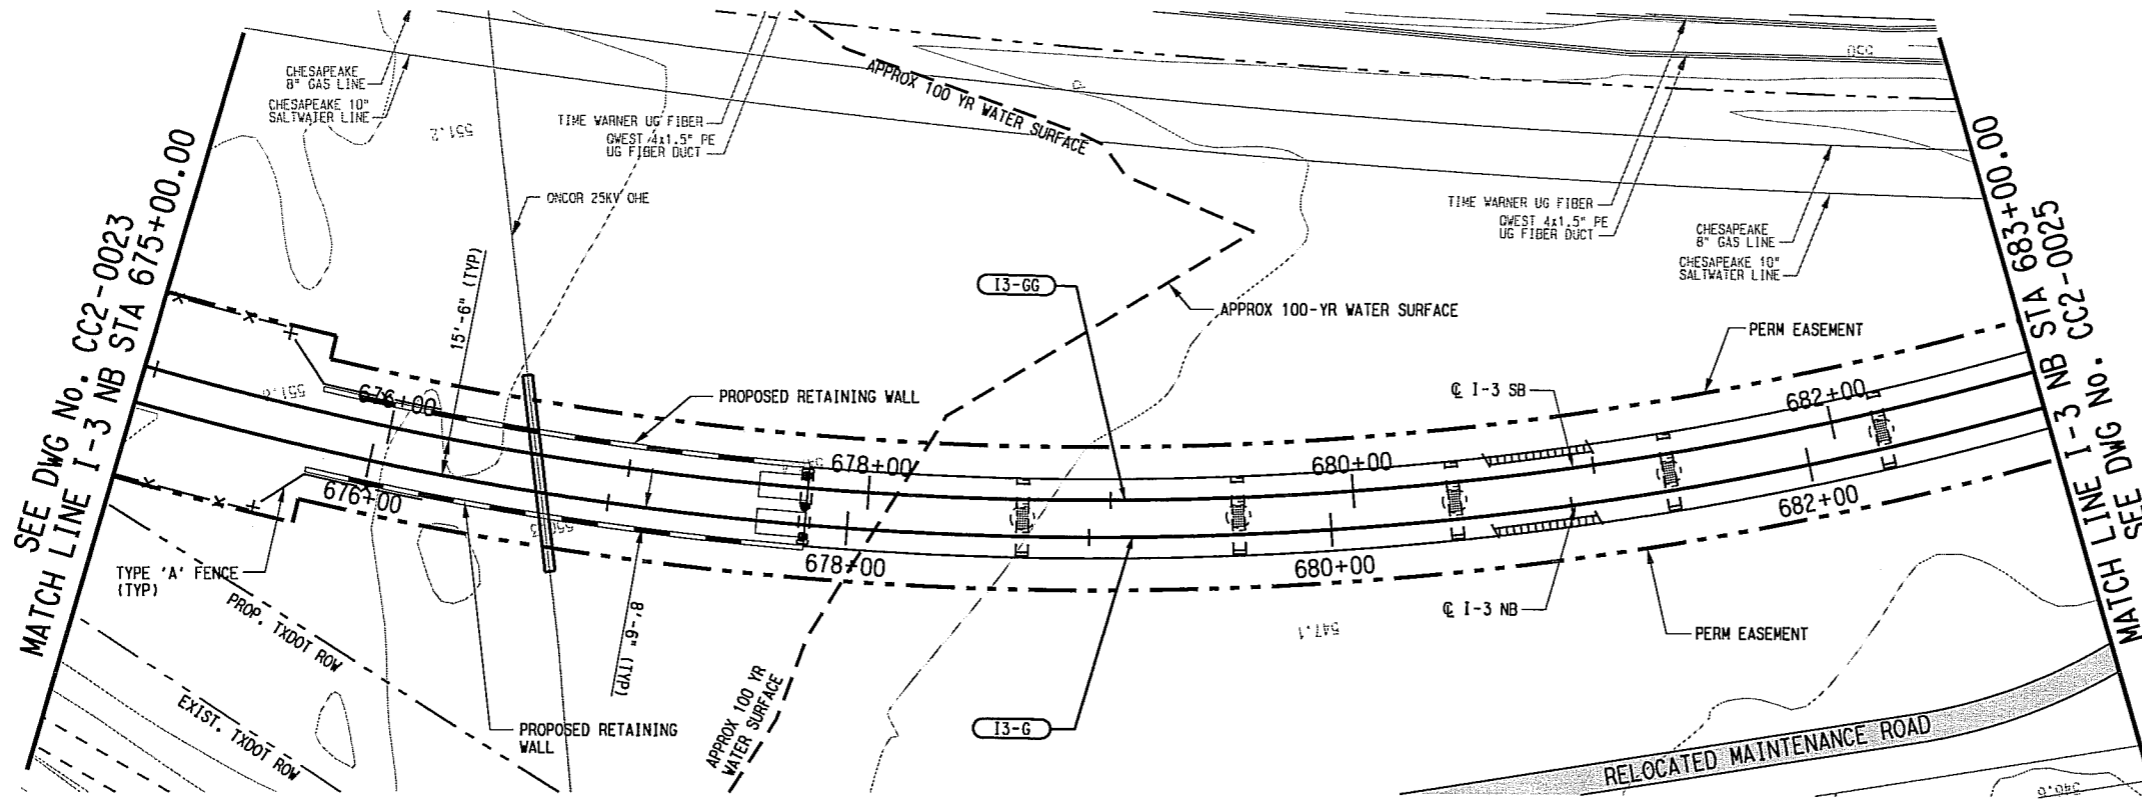 CHESAPEAKE
8" GAS LINE
CHESAPEAKE 10"
SALTWATER LINE
551.2
TIME WARNER UG FIBER
QWEST 4x1.5" PE
UG FIBER DUCT
APPROX 100 YR WATER SURFACE
550
ONCOR 25KV OHE
TIME WARNER UG FIBER
QWEST 4x1.5" PE
UG FIBER DUCT
CHESAPEAKE
8" GAS LINE
CHESAPEAKE 10"
SALTWATER LINE
SEE DWG No. CC2-0023
MATCH LINE I-3 NB STA 675+00.00
15'-6" (TYP)
I3-GG
APPROX 100-YR WATER SURFACE
PERM EASEMENT
PROPOSED RETAINING WALL
℄ I-3 SB
676+00
678+00
680+00
682+00
676+00
678+00
680+00
682+00
TYPE 'A' FENCE
(TYP)
8'-6" (TYP)
℄ I-3 NB
547.1
PERM EASEMENT
PROP. TXDOT ROW
EXIST. TXDOT ROW
PROPOSED RETAINING
WALL
APPROX 100 YR
WATER SURFACE
I3-G
RELOCATED MAINTENANCE ROAD
MATCH LINE I-3 NB STA 683+00.00
SEE DWG No. CC2-0025